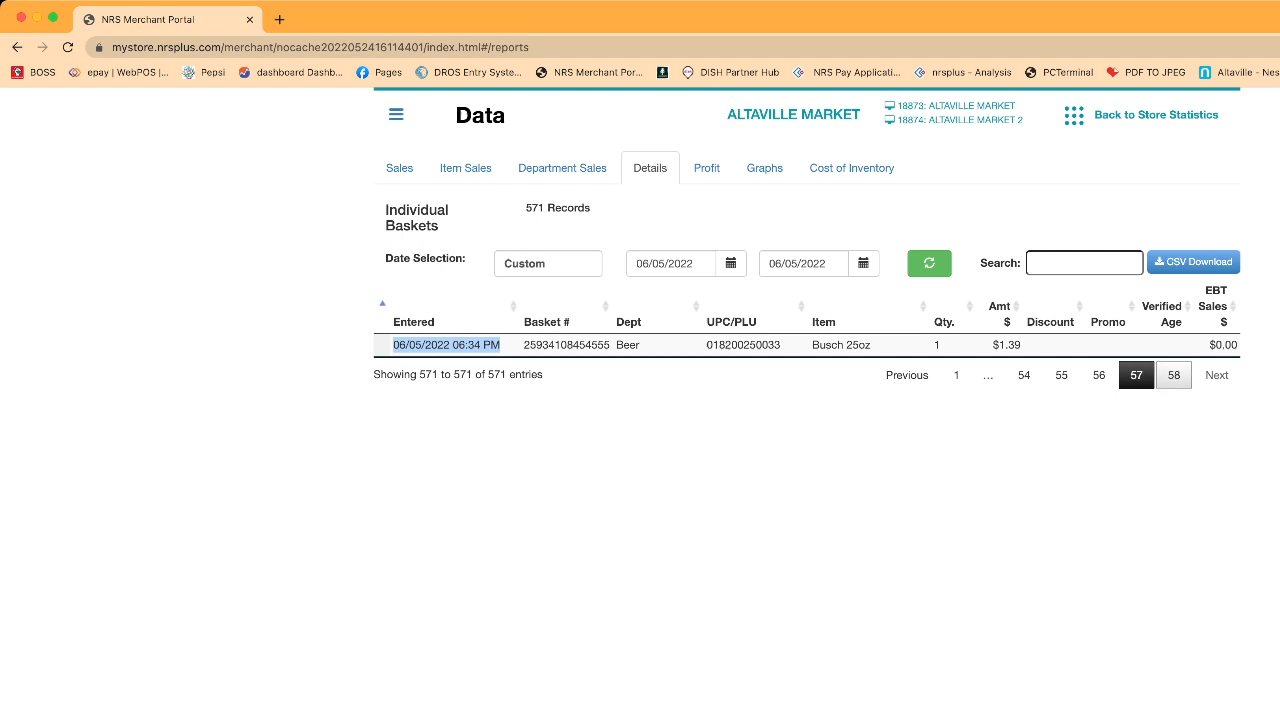 NRS Merchant Portal
mystore.nrsplus.com/merchant/nocache2022052416114401/index.html#/reports
BOSS epay | WebPOS |... Pepsi dashboard Dashb... Pages DROS Entry Syste... NRS Merchant Por... DISH Partner Hub NRS Pay Applicati... nrsplus - Analysis PCTerminal PDF TO JPEG Altaville - Nes
Data
ALTAVILLE MARKET
18873: ALTAVILLE MARKET
18874: ALTAVILLE MARKET 2
Back to Store Statistics
Sales Item Sales Department Sales Details Profit Graphs Cost of Inventory
Individual Baskets
571 Records
Date Selection: Custom 06/05/2022 06/05/2022 Search: CSV Download
Entered Basket # Dept UPC/PLU Item Qty. Amt $ Discount Promo Verified Age EBT Sales $
06/05/2022 06:34 PM 25934108454555 Beer 018200250033 Busch 25oz 1 $1.39 $0.00
Showing 571 to 571 of 571 entries
Previous 1 ... 54 55 56 57 58 Next